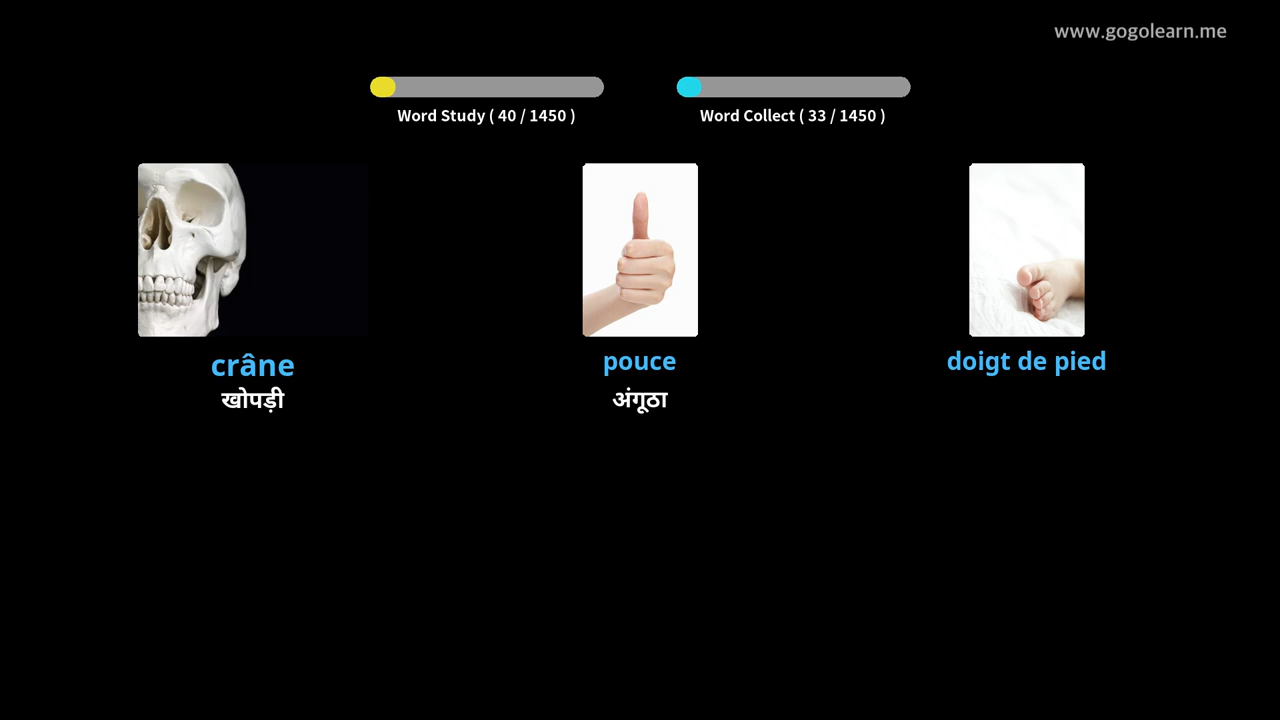 www.gogolearn.me
Word Study ( 40 / 1450 )
Word Collect ( 33 / 1450 )
crâne
खोपड़ी
pouce
अंगूठा
doigt de pied